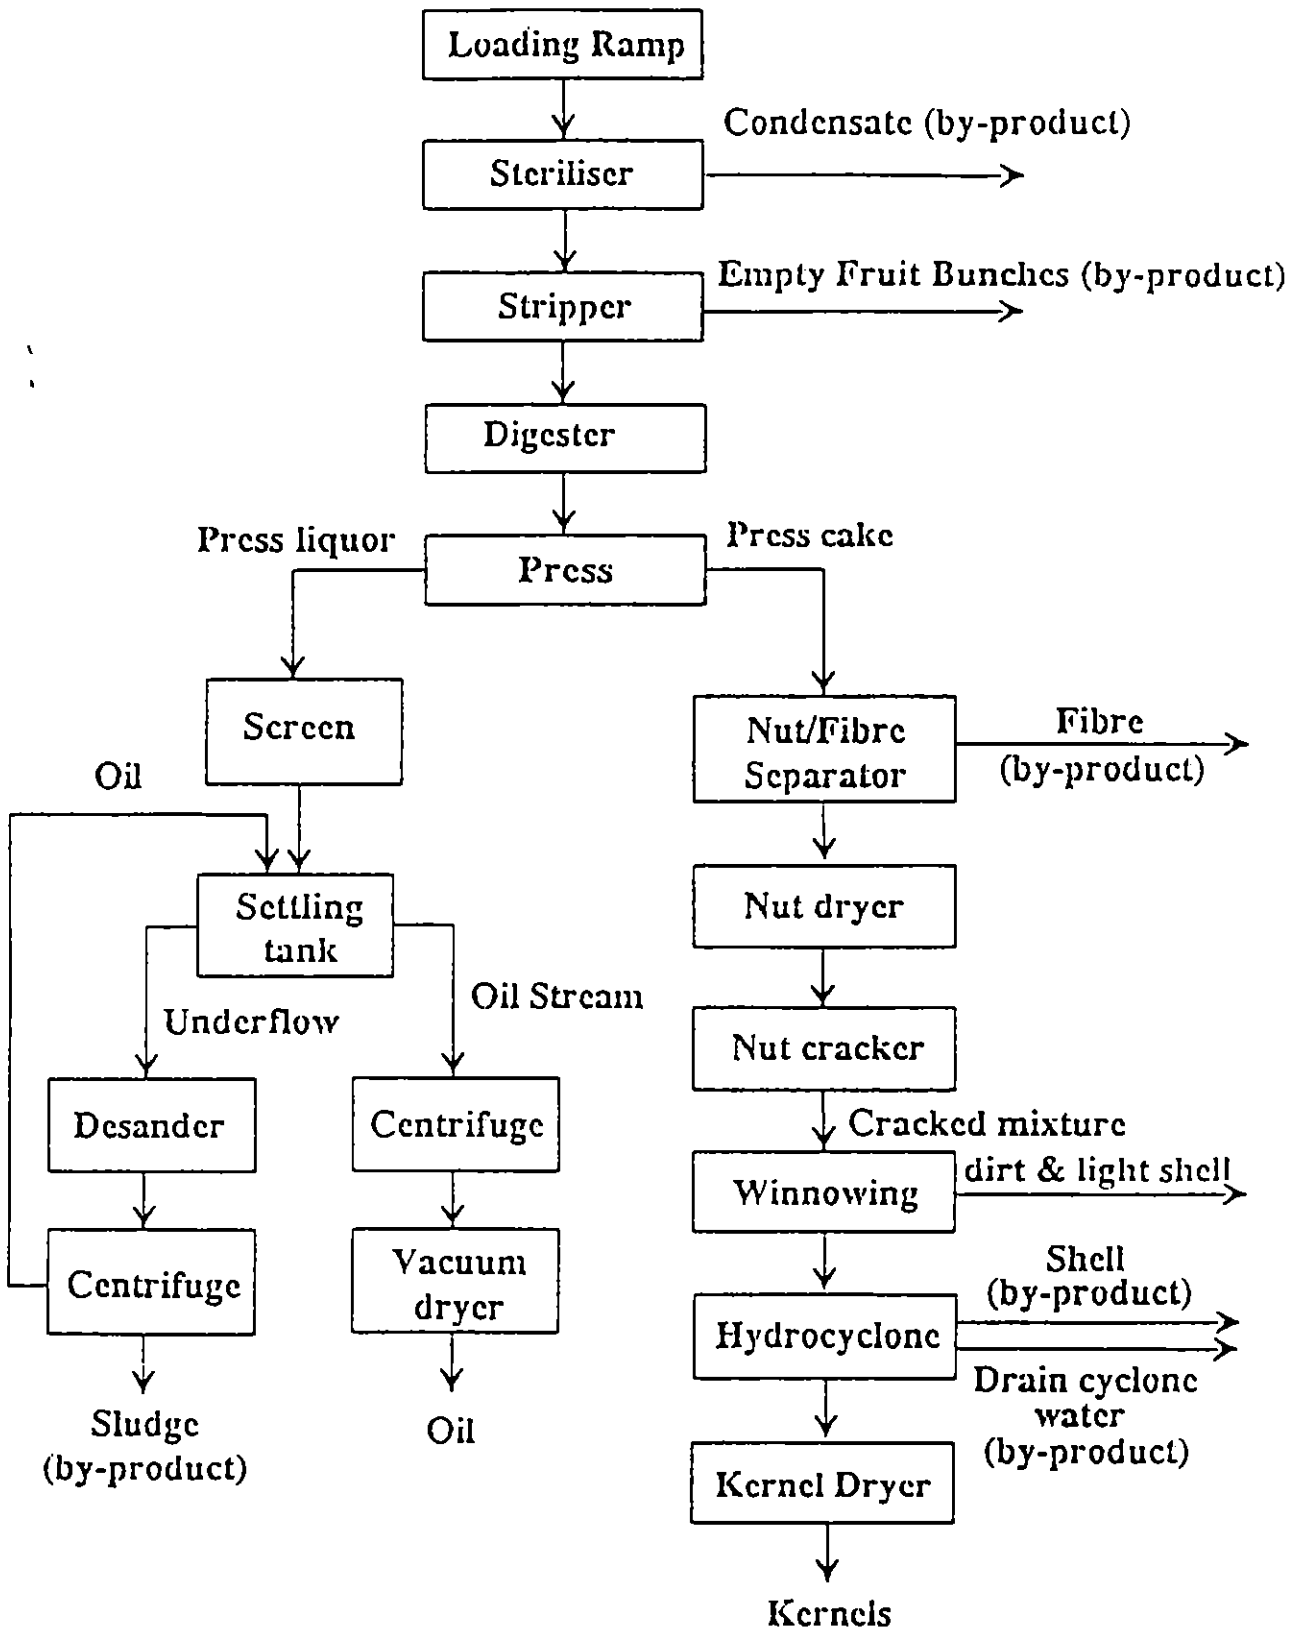 Loading Ramp
Condensate (by-product)
Steriliser
Empty Fruit Bunches (by-product)
Stripper
Digester
Press liquor
Press cake
Press
Screen
Nut/Fibre
Separator
Fibre
(by-product)
Oil
Settling
tank
Nut dryer
Underflow
Oil Stream
Nut cracker
Desander
Centrifuge
Cracked mixture
Winnowing
dirt & light shell
Centrifuge
Vacuum
dryer
Hydrocyclone
Shell
(by-product)
Drain cyclone
water
(by-product)
Sludge
(by-product)
Oil
Kernel Dryer
Kernels